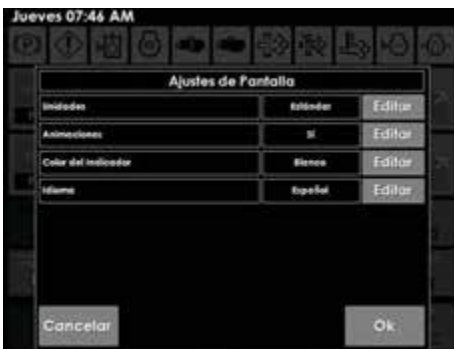 Jueves 07:46 AM
Ajustes de Pantalla
Unidades Estándar Editar
Animaciones Sí Editar
Color del Indicador Blanco Editar
Idioma Español Editar
Cancelar Ok